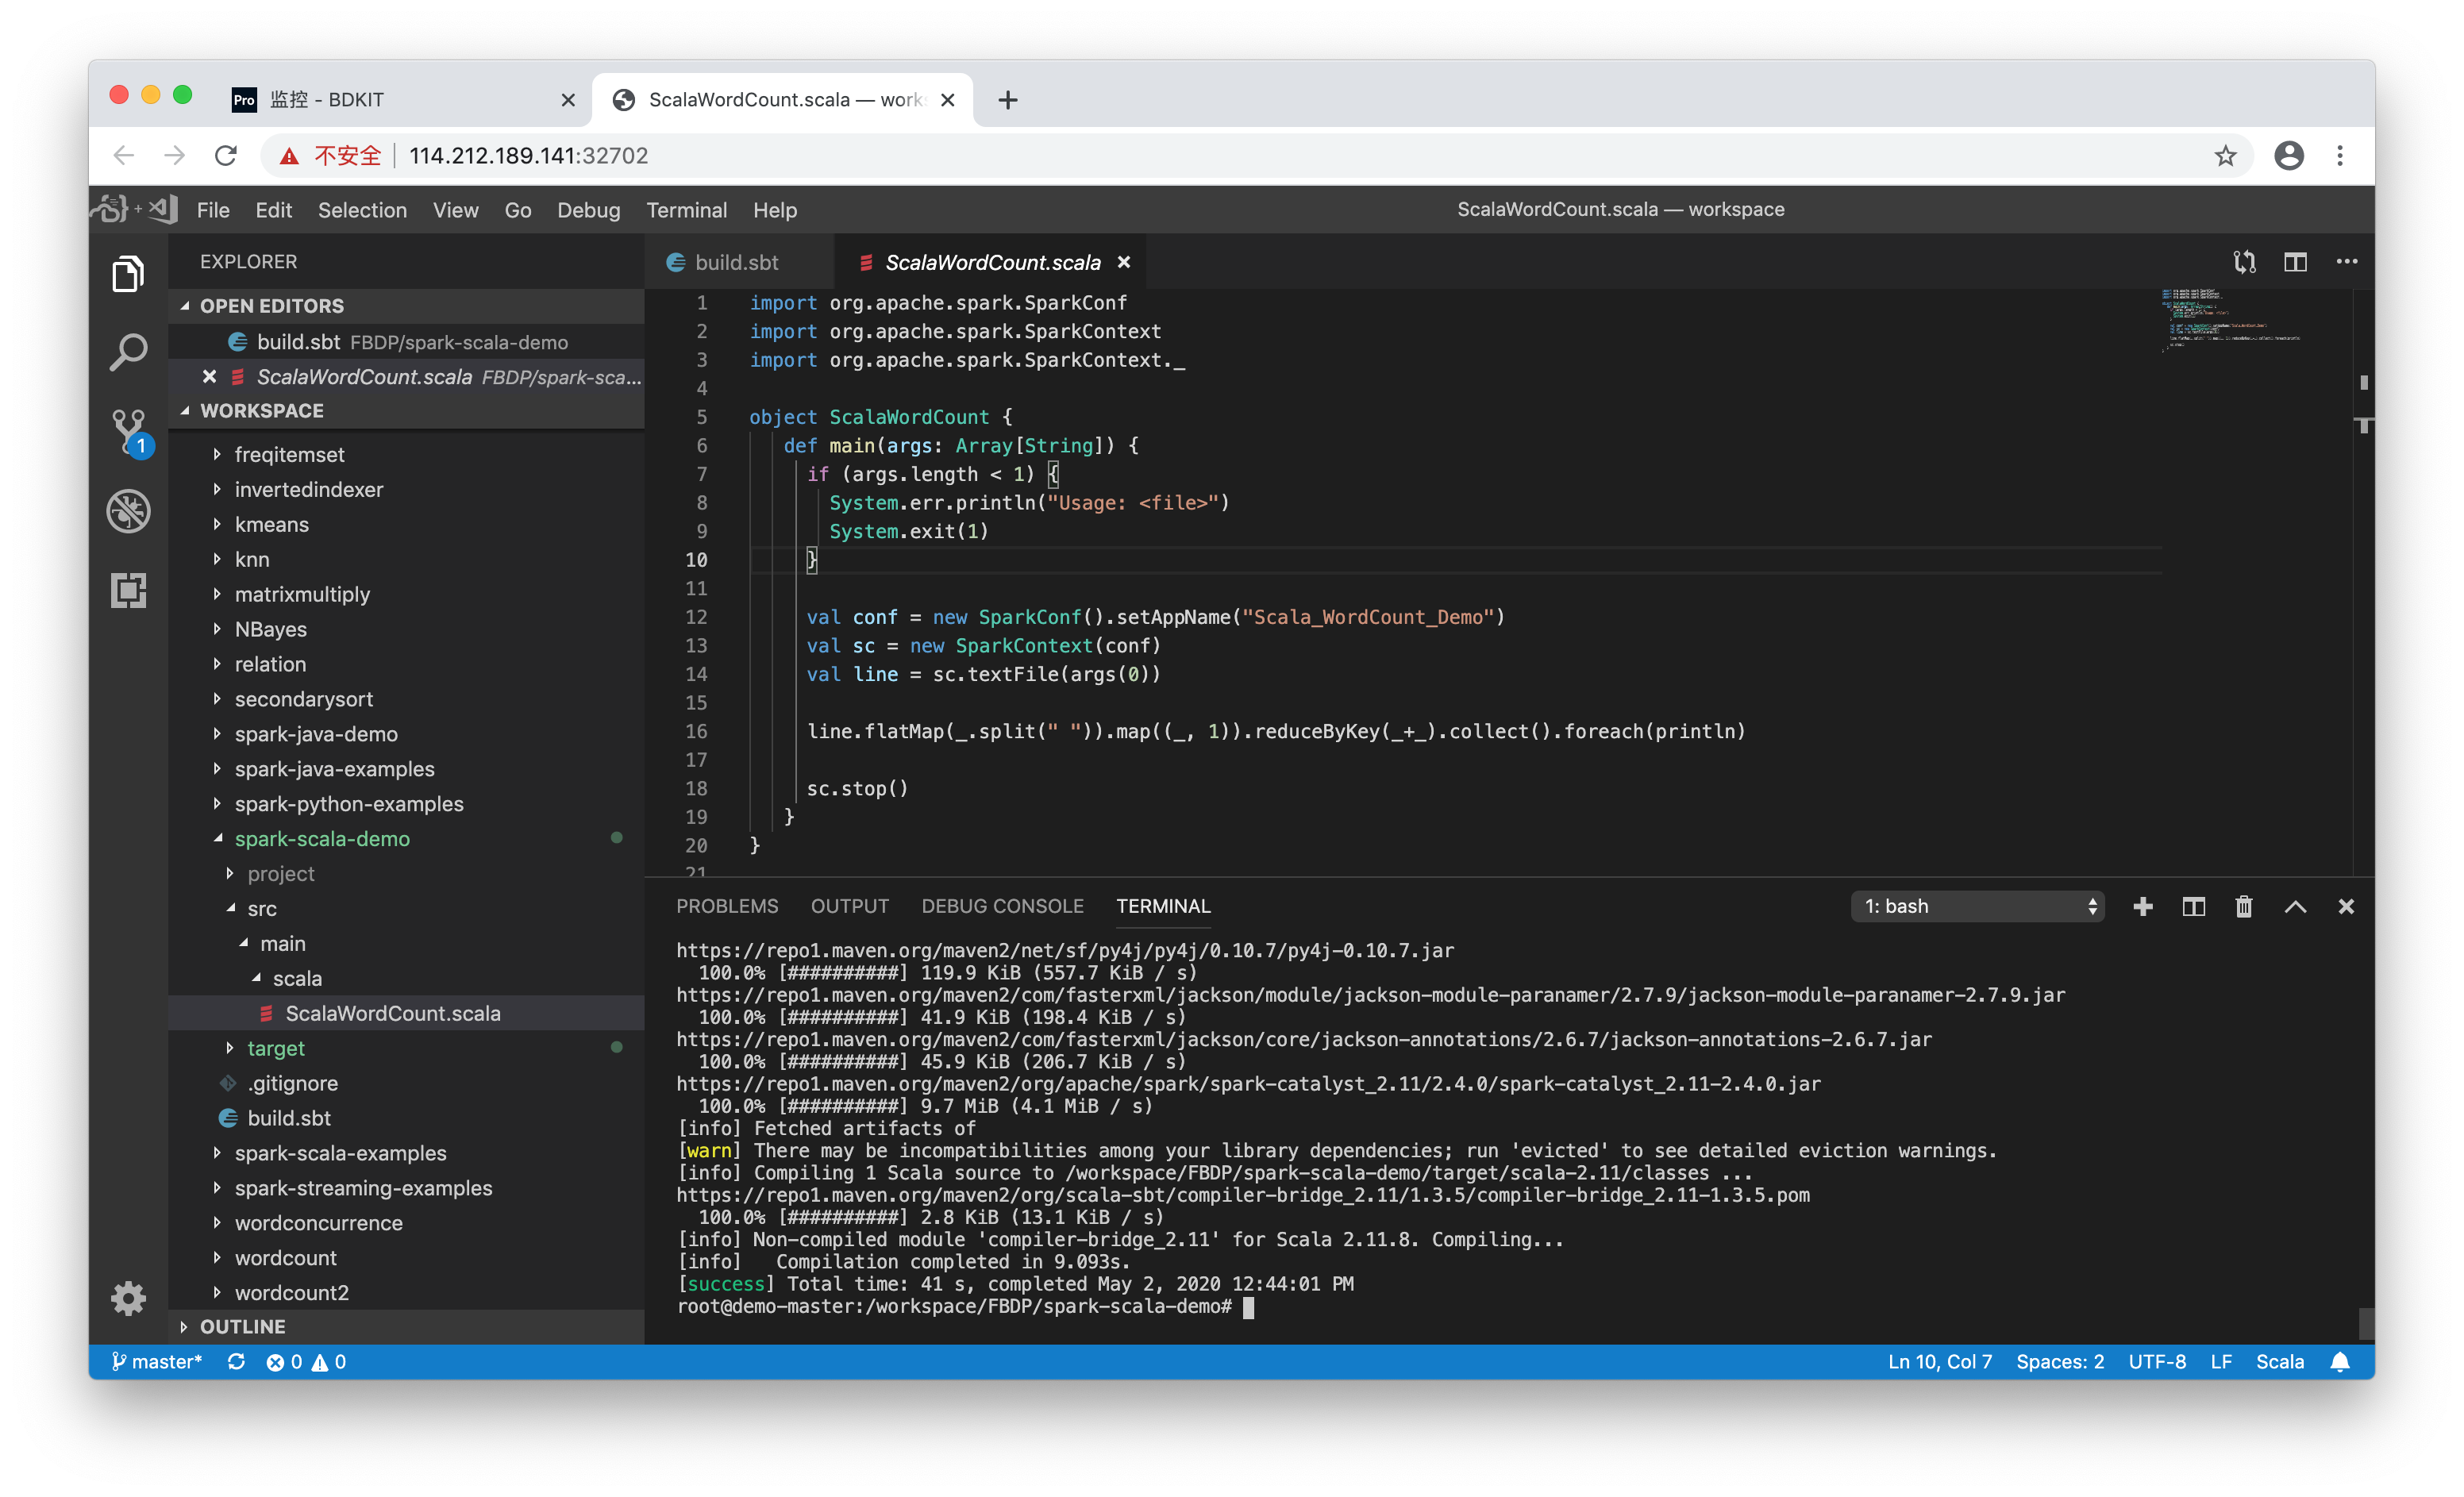 Pro 监控 - BDKIT
ScalaWordCount.scala — work
不安全 114.212.189.141:32702
File Edit Selection View Go Debug Terminal Help
ScalaWordCount.scala — workspace
EXPLORER
OPEN EDITORS
build.sbt FBDP/spark-scala-demo
ScalaWordCount.scala FBDP/spark-sca...
WORKSPACE
1
freqitemset
invertedindexer
kmeans
knn
matrixmultiply
NBayes
relation
secondarysort
spark-java-demo
spark-java-examples
spark-python-examples
spark-scala-demo
project
src
main
scala
ScalaWordCount.scala
target
.gitignore
build.sbt
spark-scala-examples
spark-streaming-examples
wordconcurrence
wordcount
wordcount2
OUTLINE
build.sbt
ScalaWordCount.scala
1 import org.apache.spark.SparkConf
2 import org.apache.spark.SparkContext
3 import org.apache.spark.SparkContext._
4
5 object ScalaWordCount {
6 def main(args: Array[String]) {
7 if (args.length < 1) {
8 System.err.println("Usage: <file>")
9 System.exit(1)
10 }
11
12 val conf = new SparkConf().setAppName("Scala_WordCount_Demo")
13 val sc = new SparkContext(conf)
14 val line = sc.textFile(args(0))
15
16 line.flatMap(_.split(" ")).map((_, 1)).reduceByKey(_+_).collect().foreach(println)
17
18 sc.stop()
19 }
20 }
21
PROBLEMS OUTPUT DEBUG CONSOLE TERMINAL
1: bash
https://repo1.maven.org/maven2/net/sf/py4j/py4j/0.10.7/py4j-0.10.7.jar
100.0% [##########] 119.9 KiB (557.7 KiB / s)
https://repo1.maven.org/maven2/com/fasterxml/jackson/module/jackson-module-paranamer/2.7.9/jackson-module-paranamer-2.7.9.jar
100.0% [##########] 41.9 KiB (198.4 KiB / s)
https://repo1.maven.org/maven2/com/fasterxml/jackson/core/jackson-annotations/2.6.7/jackson-annotations-2.6.7.jar
100.0% [##########] 45.9 KiB (206.7 KiB / s)
https://repo1.maven.org/maven2/org/apache/spark/spark-catalyst_2.11/2.4.0/spark-catalyst_2.11-2.4.0.jar
100.0% [##########] 9.7 MiB (4.1 MiB / s)
[info] Fetched artifacts of
[warn] There may be incompatibilities among your library dependencies; run 'evicted' to see detailed eviction warnings.
[info] Compiling 1 Scala source to /workspace/FBDP/spark-scala-demo/target/scala-2.11/classes ...
https://repo1.maven.org/maven2/org/scala-sbt/compiler-bridge_2.11/1.3.5/compiler-bridge_2.11-1.3.5.pom
100.0% [##########] 2.8 KiB (13.1 KiB / s)
[info] Non-compiled module 'compiler-bridge_2.11' for Scala 2.11.8. Compiling...
[info] Compilation completed in 9.093s.
[success] Total time: 41 s, completed May 2, 2020 12:44:01 PM
root@demo-master:/workspace/FBDP/spark-scala-demo#
master* 0 0
Ln 10, Col 7 Spaces: 2 UTF-8 LF Scala